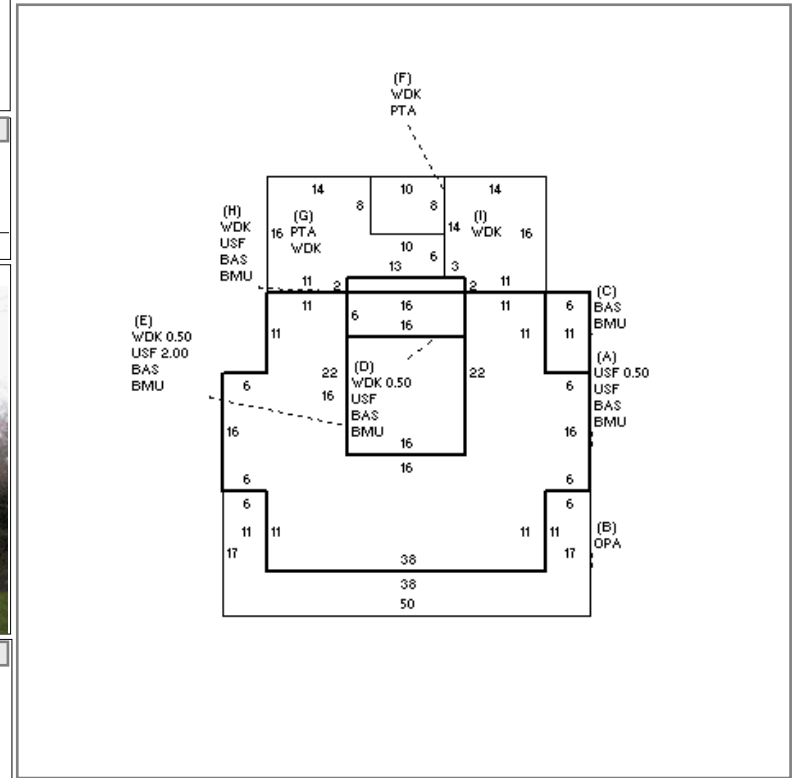 (F)
WDK
PTA
14
10
14
8
8
(H)
WDK
USF
BAS
BMU
(G)
PTA
WDK
16
14
(I)
WDK
16
10
6
13
3
11
2
2
11
11
16
11
6
(C)
BAS
BMU
6
16
11
11
11
(E)
WDK 0.50
USF 2.00
BAS
BMU
22
(D)
WDK 0.50
USF
BAS
BMU
22
(A)
USF 0.50
USF
BAS
BMU
6
6
16
16
16
16
16
6
6
6
6
11
11
11
11
(B)
OPA
17
17
38
38
50